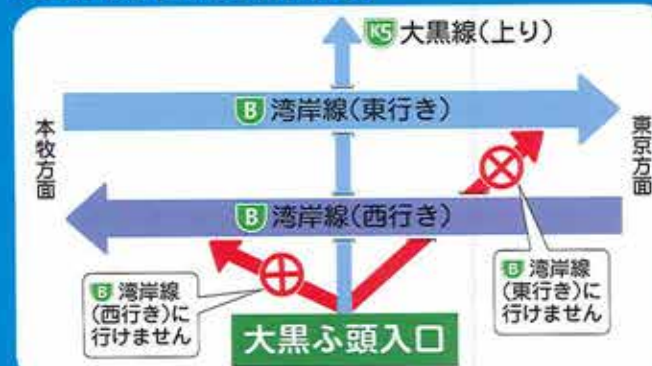 K5 大黒線(上り)
B 湾岸線(東行き)
本牧方面
東京方面
B 湾岸線(西行き)
B 湾岸線
(西行き)に
行けません
B 湾岸線
(東行き)に
行けません
大黒ふ頭入口